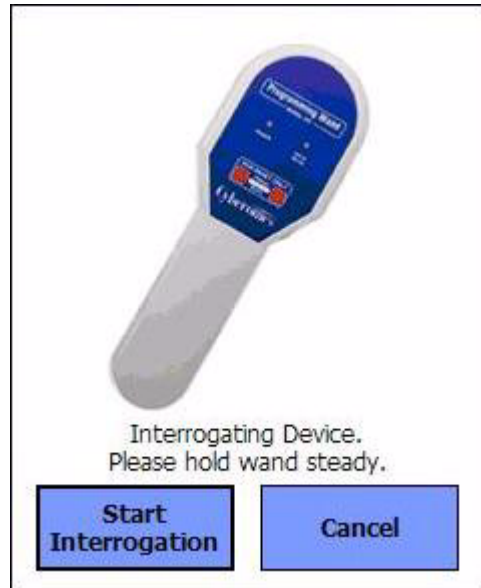 Programming Wand
Cyberonics
Interrogating Device.
Please hold wand steady.
Start
Interrogation
Cancel